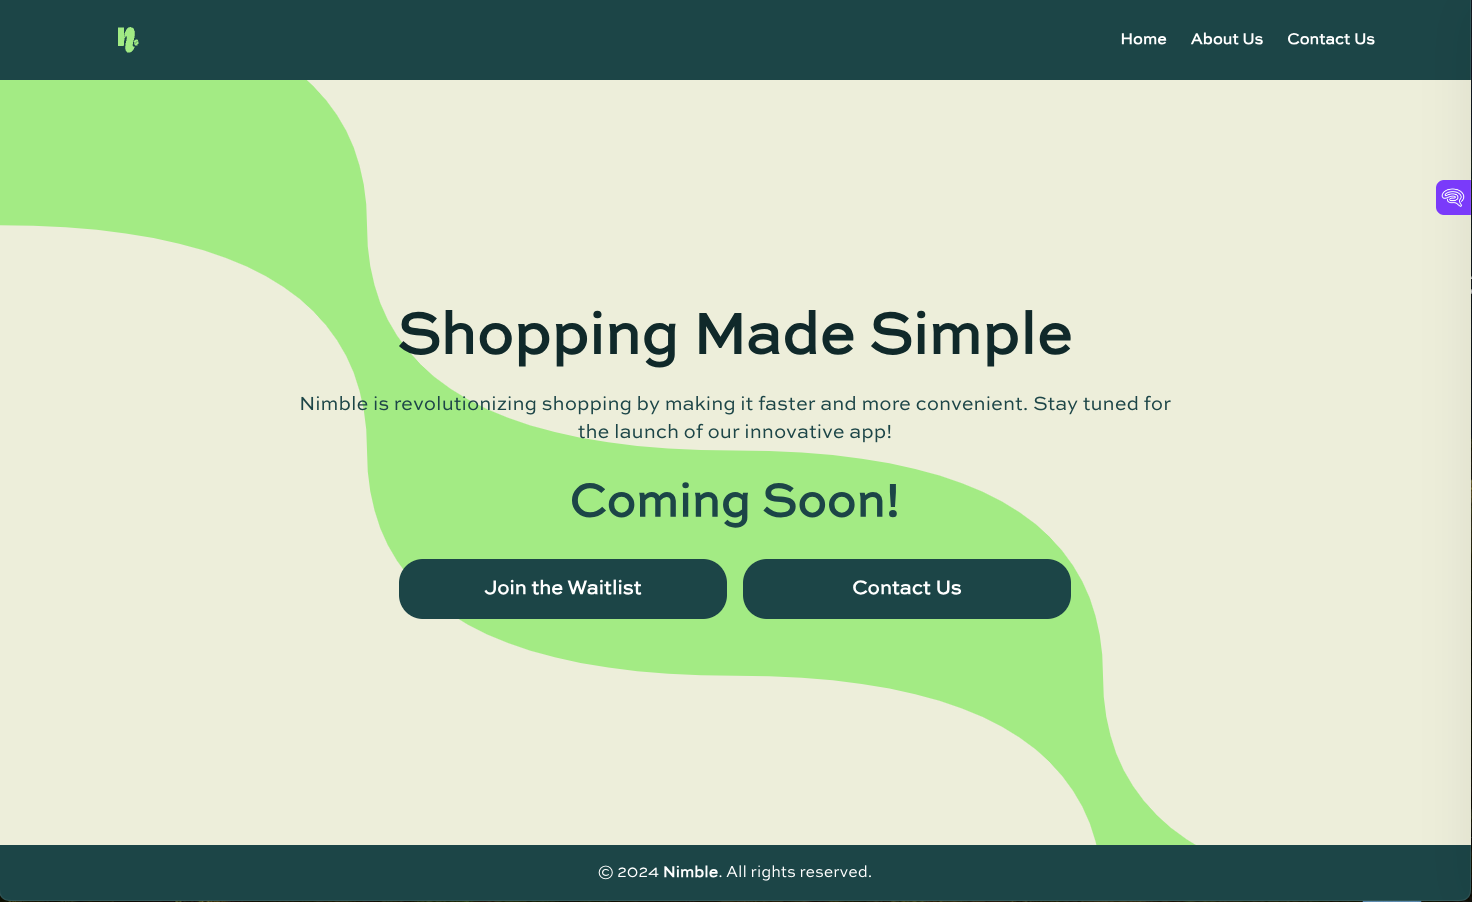 n.
Home About Us Contact Us
Shopping Made Simple
Nimble is revolutionizing shopping by making it faster and more convenient. Stay tuned for
the launch of our innovative app!
Coming Soon!
Join the Waitlist Contact Us
© 2024 Nimble. All rights reserved.